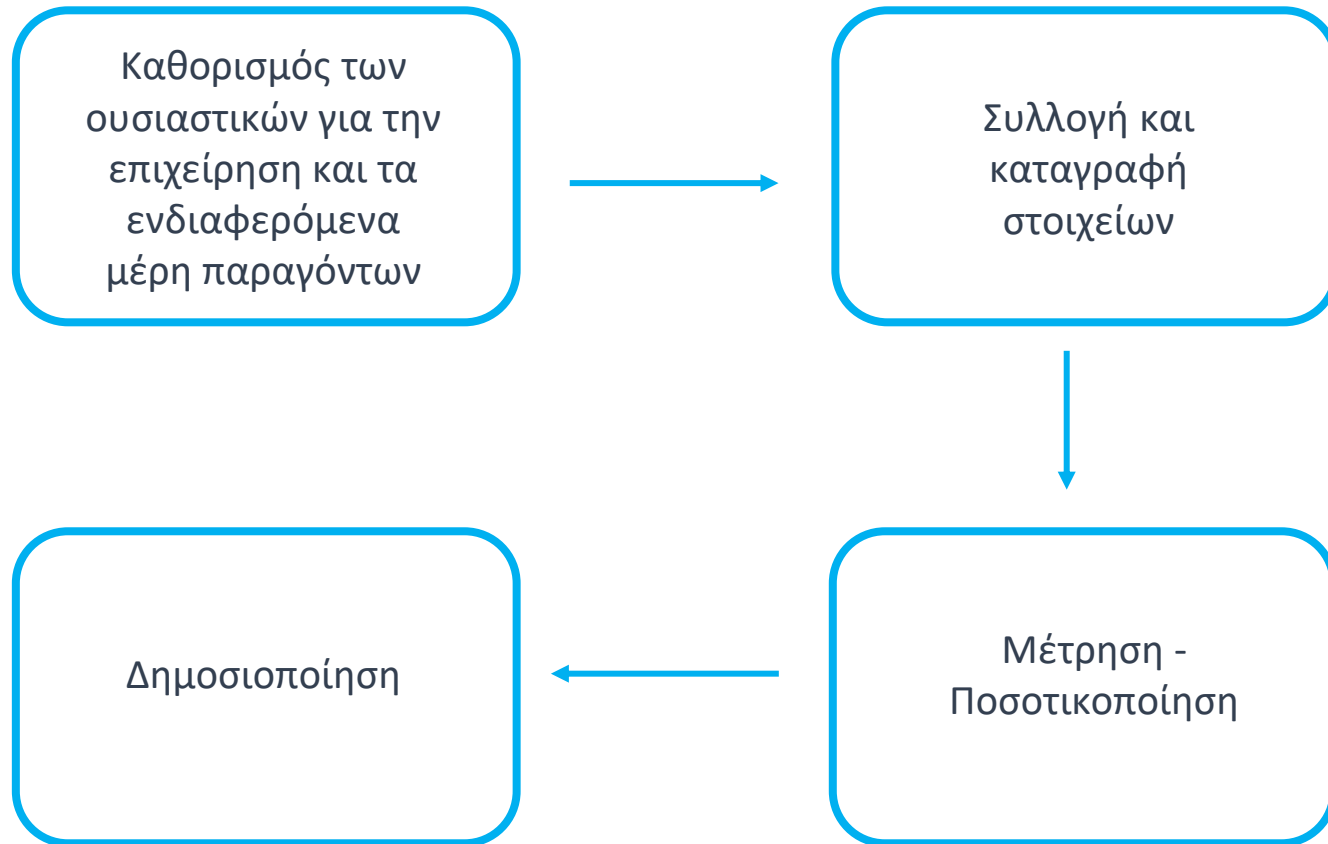 Καθορισμός των
ουσιαστικών για την
επιχείρηση και τα
ενδιαφερόμενα
μέρη παραγόντων
Συλλογή και
καταγραφή
στοιχείων
Μέτρηση -
Ποσοτικοποίηση
Δημοσιοποίηση